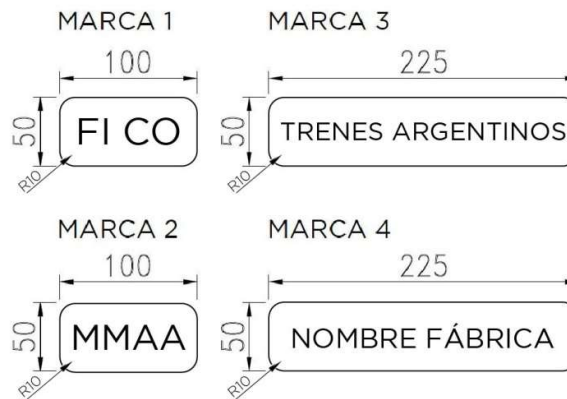 MARCA 1
100
50
FI CO
R10
MARCA 3
225
50
TRENES ARGENTINOS
R10
MARCA 2
100
50
MMAA
R10
MARCA 4
225
50
NOMBRE FÁBRICA
R10